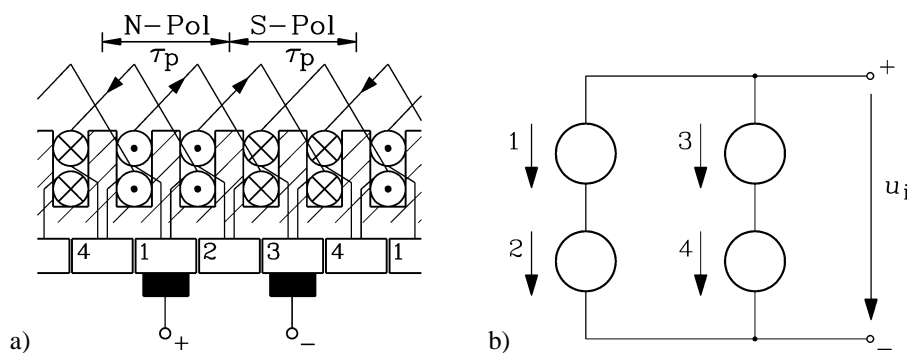 N-Pol S-Pol
τp τp
4 1 2 3 4 1
+ −
a)
+
1 3
ui
2 4
−
b)